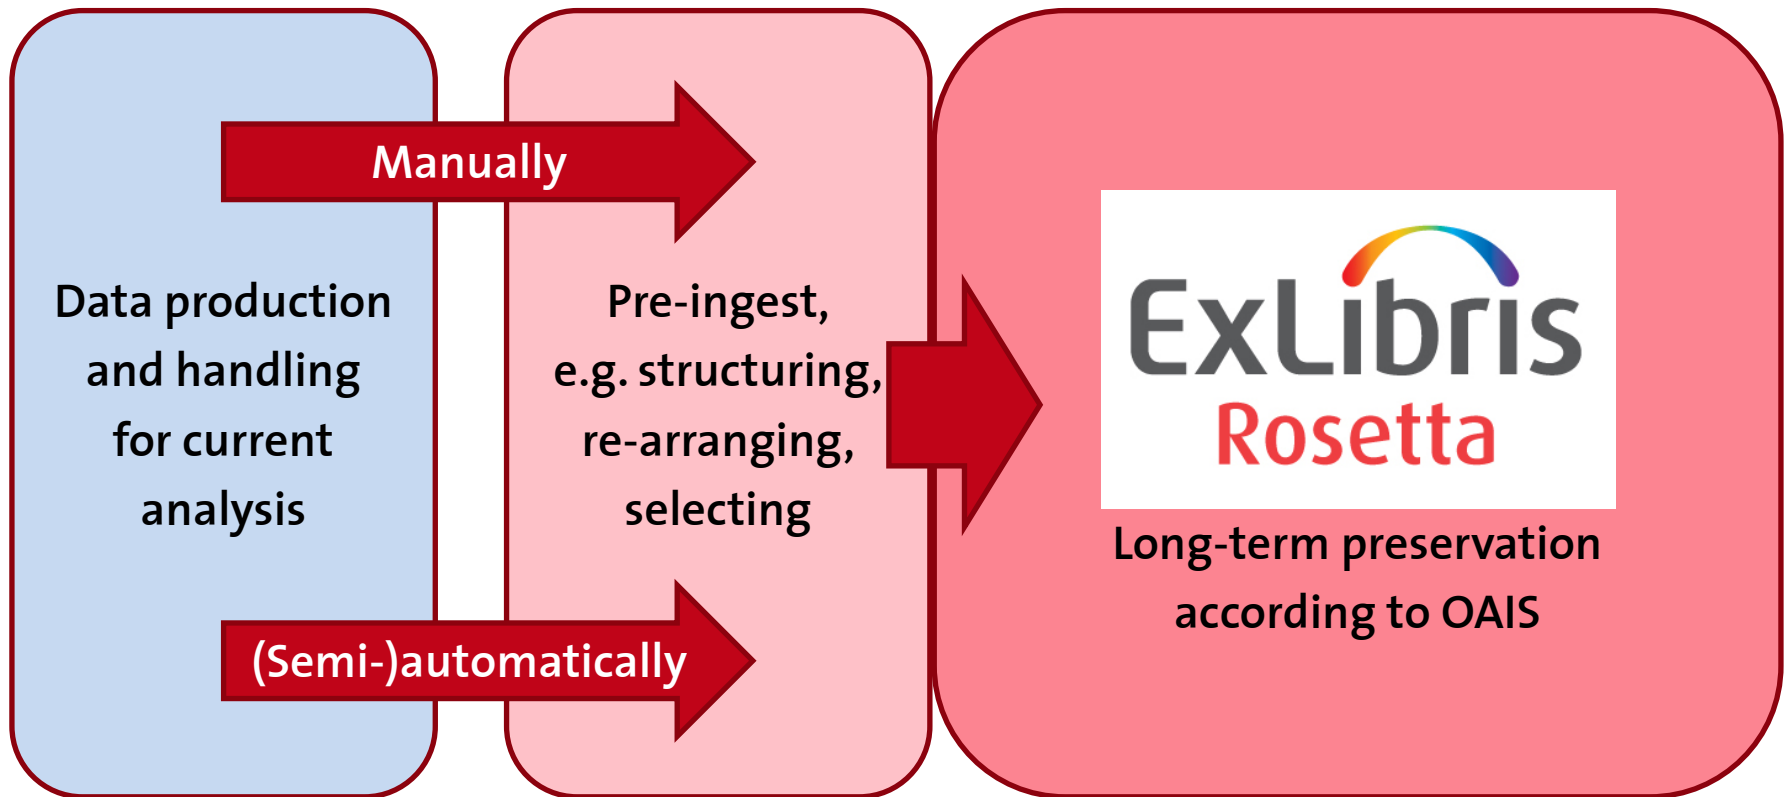 Manually
Data production
and handling
for current
analysis
(Semi-)automatically
Pre-ingest,
e.g. structuring,
re-arranging,
selecting
ExLibris
Rosetta
Long-term preservation
according to OAIS